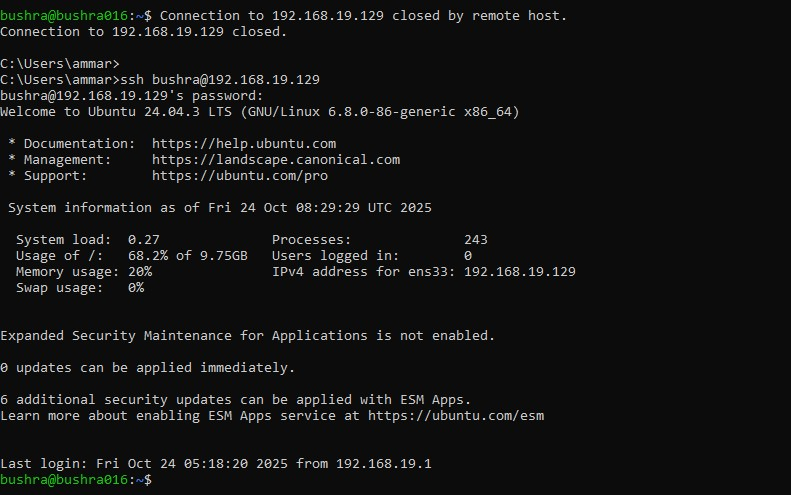 bushra@bushra016:~$ Connection to 192.168.19.129 closed by remote host.
Connection to 192.168.19.129 closed.
C:\Users\ammar>
C:\Users\ammar>ssh bushra@192.168.19.129
bushra@192.168.19.129's password:
Welcome to Ubuntu 24.04.3 LTS (GNU/Linux 6.8.0-86-generic x86_64)
* Documentation:  https://help.ubuntu.com
* Management:     https://landscape.canonical.com
* Support:        https://ubuntu.com/pro
System information as of Fri 24 Oct 08:29:29 UTC 2025
System load:  0.27              Processes:              243
Usage of /:   68.2% of 9.75GB   Users logged in:        0
Memory usage: 20%               IPv4 address for ens33: 192.168.19.129
Swap usage:   0%
Expanded Security Maintenance for Applications is not enabled.
0 updates can be applied immediately.
6 additional security updates can be applied with ESM Apps.
Learn more about enabling ESM Apps service at https://ubuntu.com/esm
Last login: Fri Oct 24 05:18:20 2025 from 192.168.19.1
bushra@bushra016:~$